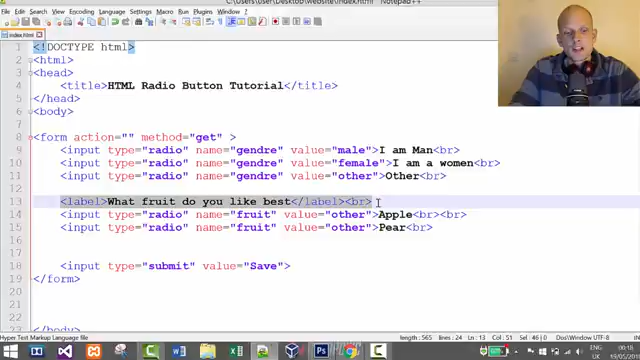 C:\Users\User\Desktop\website\index.html - Notepad++
File Edit Search View Encoding Language Settings Macro Run Plugins Window ?
index.html
1 <!DOCTYPE html>
2 <html>
3 <head>
4 <title>HTML Radio Button Tutorial</title>
5 </head>
6 <body>
7
8 <form action="" method="get" >
9 <input type="radio" name="gendre" value="male">I am Man<br>
10 <input type="radio" name="gendre" value="female">I am a women<br>
11 <input type="radio" name="gendre" value="other">Other<br>
12
13 <label>What fruit do you like best</label><br>
14 <input type="radio" name="fruit" value="other">Apple<br><br>
15 <input type="radio" name="fruit" value="other">Pear<br>
16
17
18 <input type="submit" value="Save">
19 </form>
20
21
22
23 </body>
Hyper Text Markup Language file length : 565 lines : 24 Ln : 13 Col : 51 Sel : 46 | 0 Dos\Windows UTF-8
ENG 00:18
UK